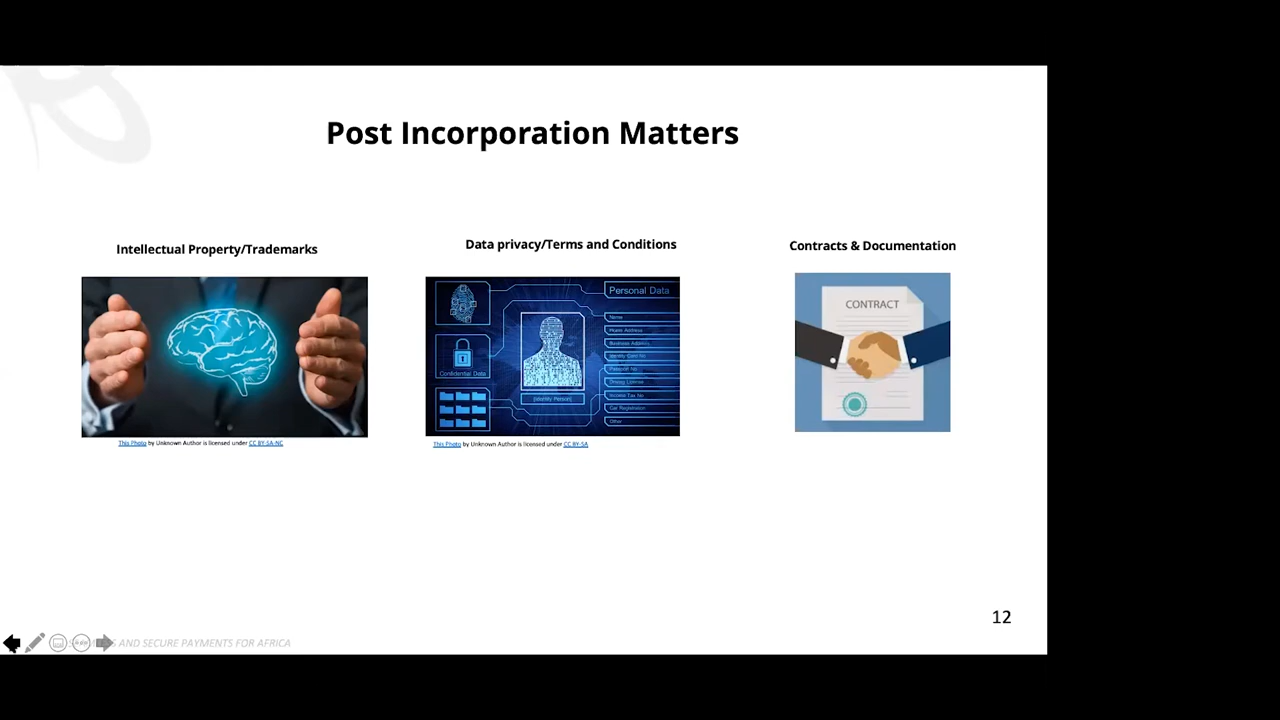 Post Incorporation Matters
Intellectual Property/Trademarks
Data privacy/Terms and Conditions
Contracts & Documentation
Personal Data
Name
Home Address
Business Address
Identity Card No
Passport No
Driving License
Income Tax No
Car Registration
Other
Confidential Data
[Identity Person]
CONTRACT
This Photo by Unknown Author is licensed under CC BY-SA-NC
This Photo by Unknown Author is licensed under CC BY-SA
12
AND SECURE PAYMENTS FOR AFRICA